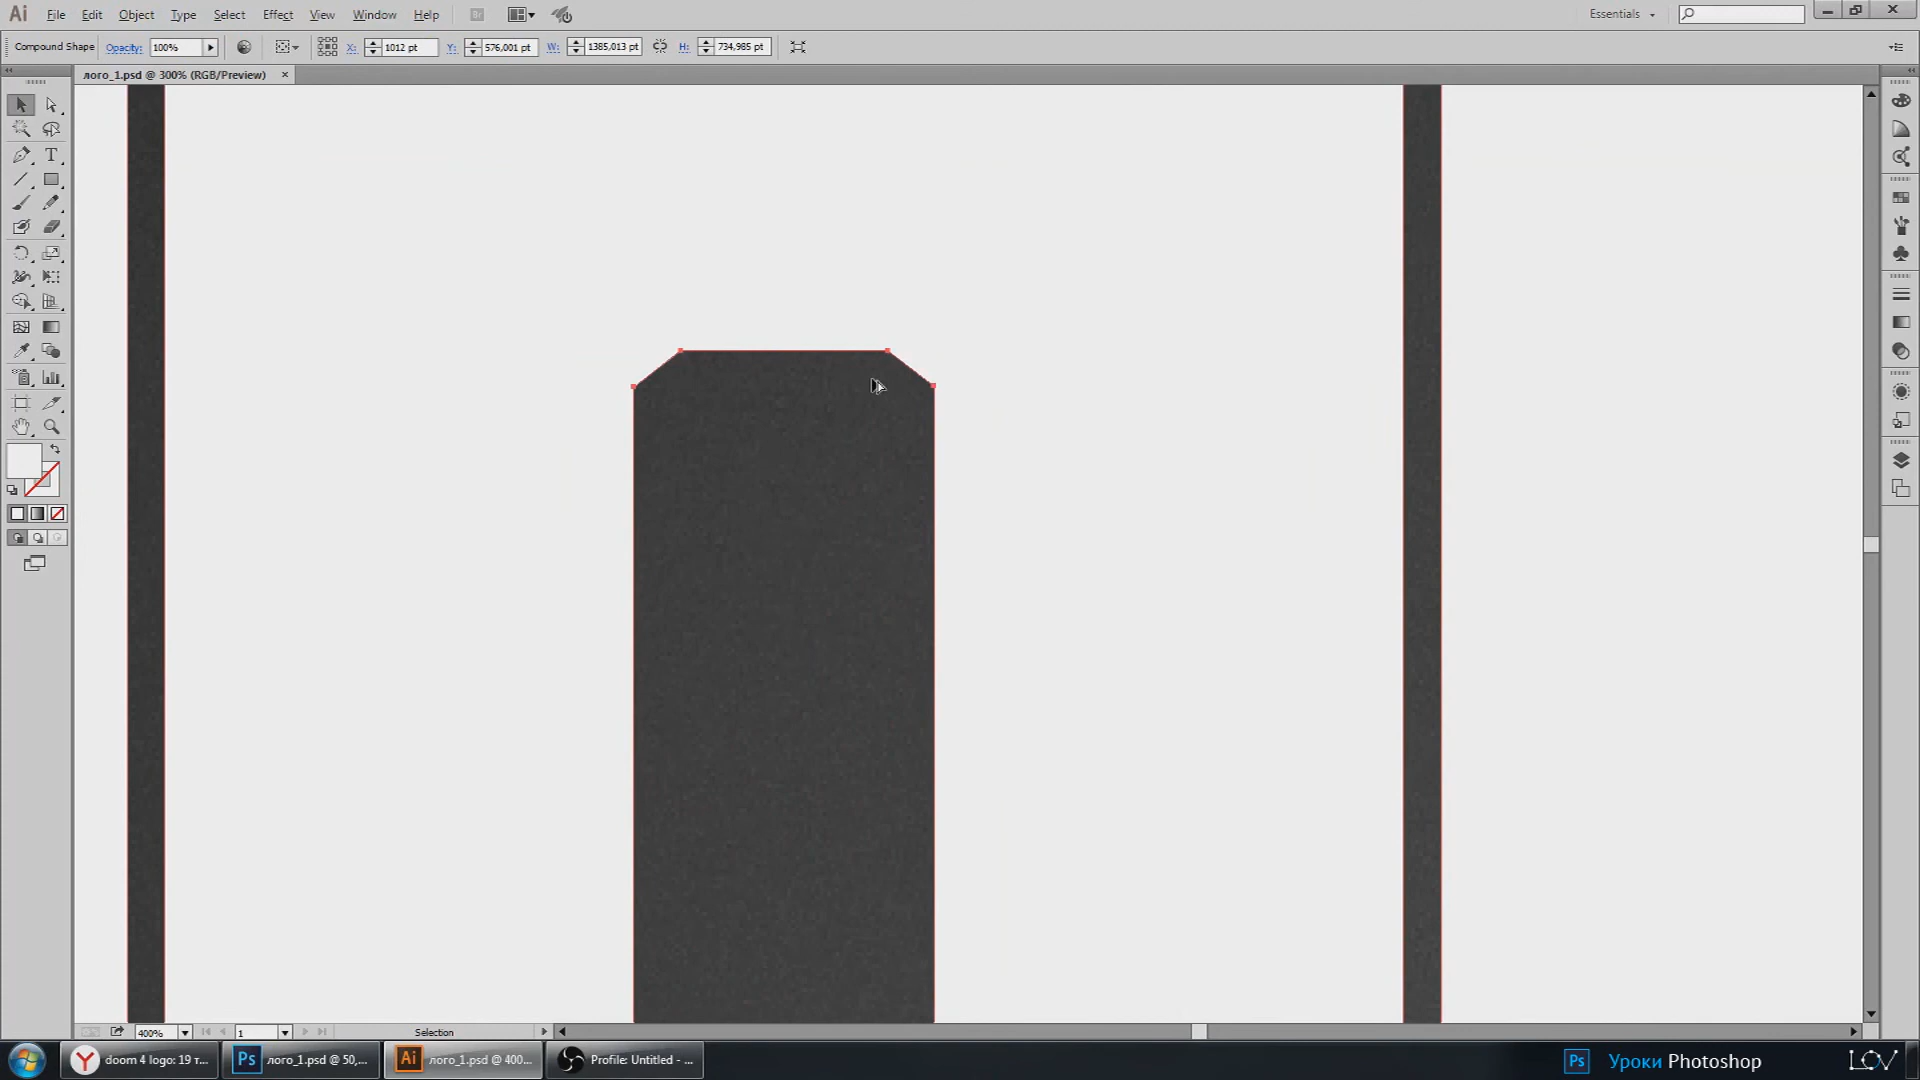 Ai File Edit Object Type Select Effect View Window Help Br Essentials
Compound Shape Opacity: 100% X: 1012 pt Y: 576,001 pt W: 1385,013 pt H: 734,985 pt
лого_1.psd @ 300% (RGB/Preview)
T
400% 1 Selection
Y doom 4 logo: 19 т... Ps лого_1.psd @ 50,... Ai лого_1.psd @ 400... Profile: Untitled - ... Ps Уроки Photoshop LOV